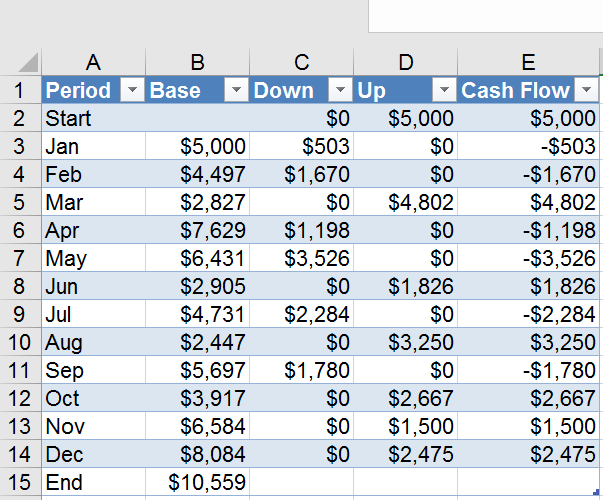 A B C D E
1 Period Base Down Up Cash Flow
2 Start $0 $5,000 $5,000
3 Jan $5,000 $503 $0 -$503
4 Feb $4,497 $1,670 $0 -$1,670
5 Mar $2,827 $0 $4,802 $4,802
6 Apr $7,629 $1,198 $0 -$1,198
7 May $6,431 $3,526 $0 -$3,526
8 Jun $2,905 $0 $1,826 $1,826
9 Jul $4,731 $2,284 $0 -$2,284
10 Aug $2,447 $0 $3,250 $3,250
11 Sep $5,697 $1,780 $0 -$1,780
12 Oct $3,917 $0 $2,667 $2,667
13 Nov $6,584 $0 $1,500 $1,500
14 Dec $8,084 $0 $2,475 $2,475
15 End $10,559